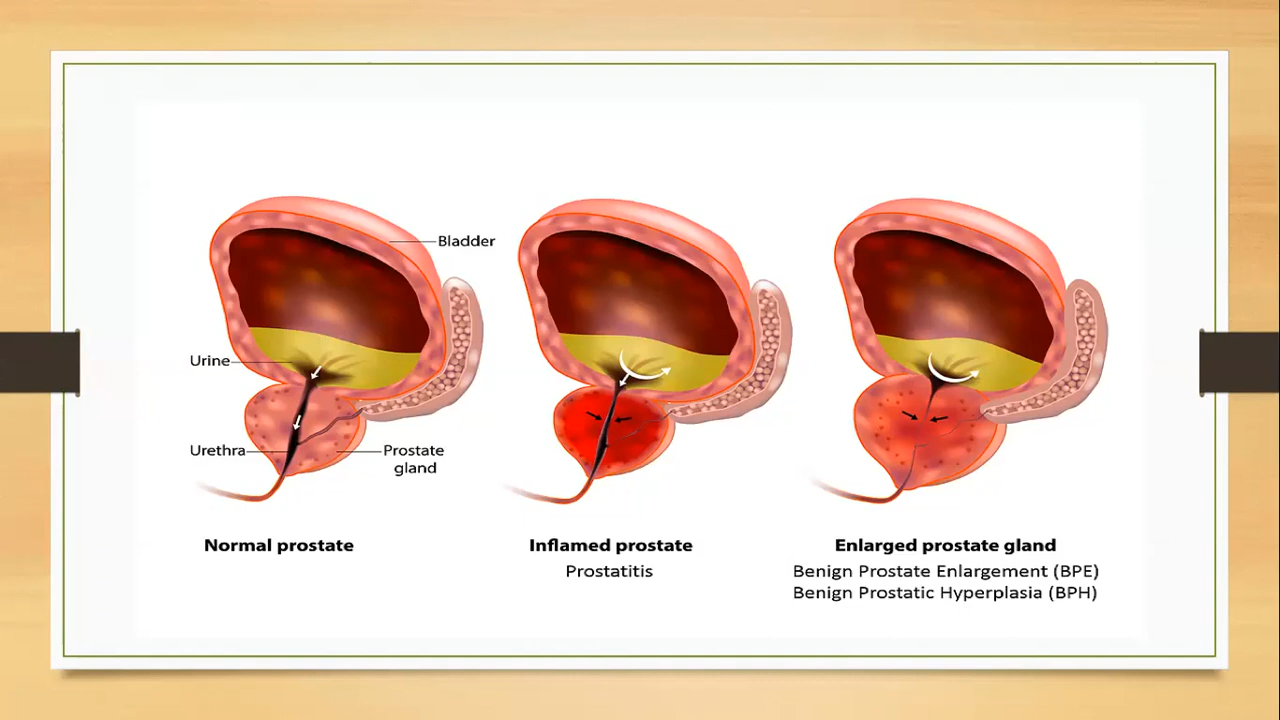 Bladder
Urine
Urethra
Prostate
gland
Normal prostate
Inflamed prostate
Prostatitis
Enlarged prostate gland
Benign Prostate Enlargement (BPE)
Benign Prostatic Hyperplasia (BPH)